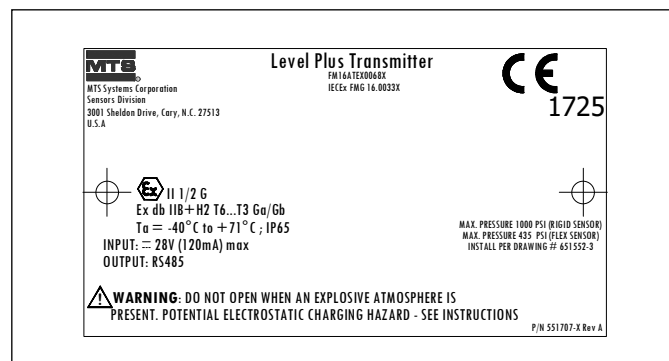 MTS
MTS Systems Corporation
Sensors Division
3001 Sheldon Drive, Cary, N.C. 27513
U.S.A
Level Plus Transmitter
FM16ATEX0068X
IECEx FMG 16.0033X
CE
1725
Ex II 1/2 G
Ex db IIB+H2 T6...T3 Ga/Gb
Ta = -40°C to +71°C ; IP65
INPUT: ⎓ 28V (120mA) max
OUTPUT: RS485
MAX. PRESSURE 1000 PSI (RIGID SENSOR)
MAX. PRESSURE 435 PSI (FLEX SENSOR)
INSTALL PER DRAWING # 651552-3
WARNING: DO NOT OPEN WHEN AN EXPLOSIVE ATMOSPHERE IS
PRESENT. POTENTIAL ELECTROSTATIC CHARGING HAZARD - SEE INSTRUCTIONS
P/N 551707-X Rev A